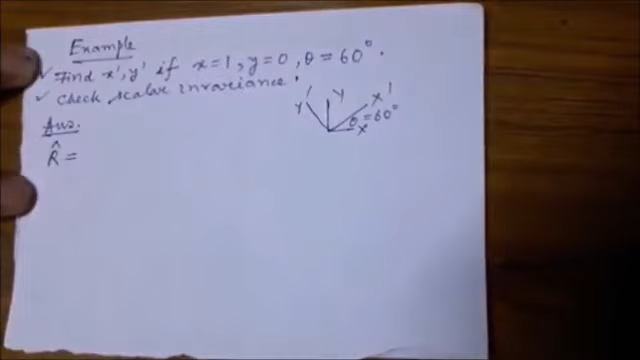 Example
✓ Find x', y' if x=1, y=0, θ = 60°.
✓ Check scalar invariance.
Y' Y X'
θ = 60°
X
Ans.
R̂ =